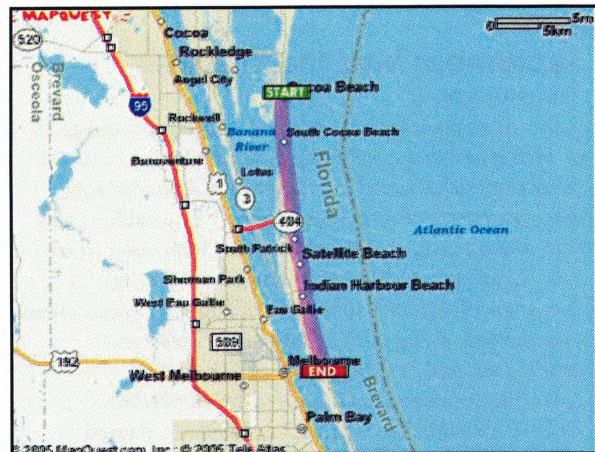 MAPQUEST
520
Cocoa
5mi
5km
Rockledge
Angel City
START
Cocoa Beach
Osceola
Brevard
95
Rockwell
Banana River
South Cocoa Beach
Florida
Bonaventure
1
Lotus
3
404
Atlantic Ocean
South Patrick
Satellite Beach
Sherman Park
Indian Harbour Beach
West Eau Gallie
Eau Gallie
509
192
Melbourne
END
West Melbourne
Brevard
Palm Bay
© 2005 MapQuest.com, Inc.; © 2005 Tele Atlas